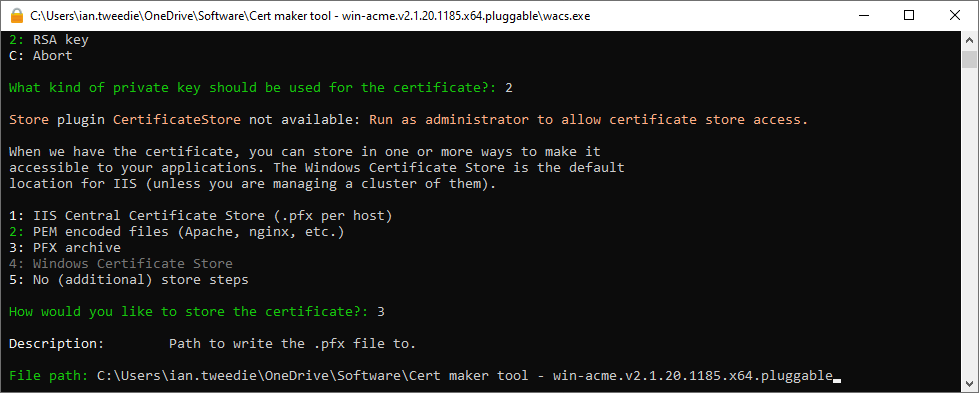 C:\Users\ian.tweedie\OneDrive\Software\Cert maker tool - win-acme.v2.1.20.1185.x64.pluggable\wacs.exe
2: RSA key
C: Abort
What kind of private key should be used for the certificate?: 2
Store plugin CertificateStore not available: Run as administrator to allow certificate store access.
When we have the certificate, you can store in one or more ways to make it
accessible to your applications. The Windows Certificate Store is the default
location for IIS (unless you are managing a cluster of them).
1: IIS Central Certificate Store (.pfx per host)
2: PEM encoded files (Apache, nginx, etc.)
3: PFX archive
4: Windows Certificate Store
5: No (additional) store steps
How would you like to store the certificate?: 3
Description:        Path to write the .pfx file to.
File path: C:\Users\ian.tweedie\OneDrive\Software\Cert maker tool - win-acme.v2.1.20.1185.x64.pluggable